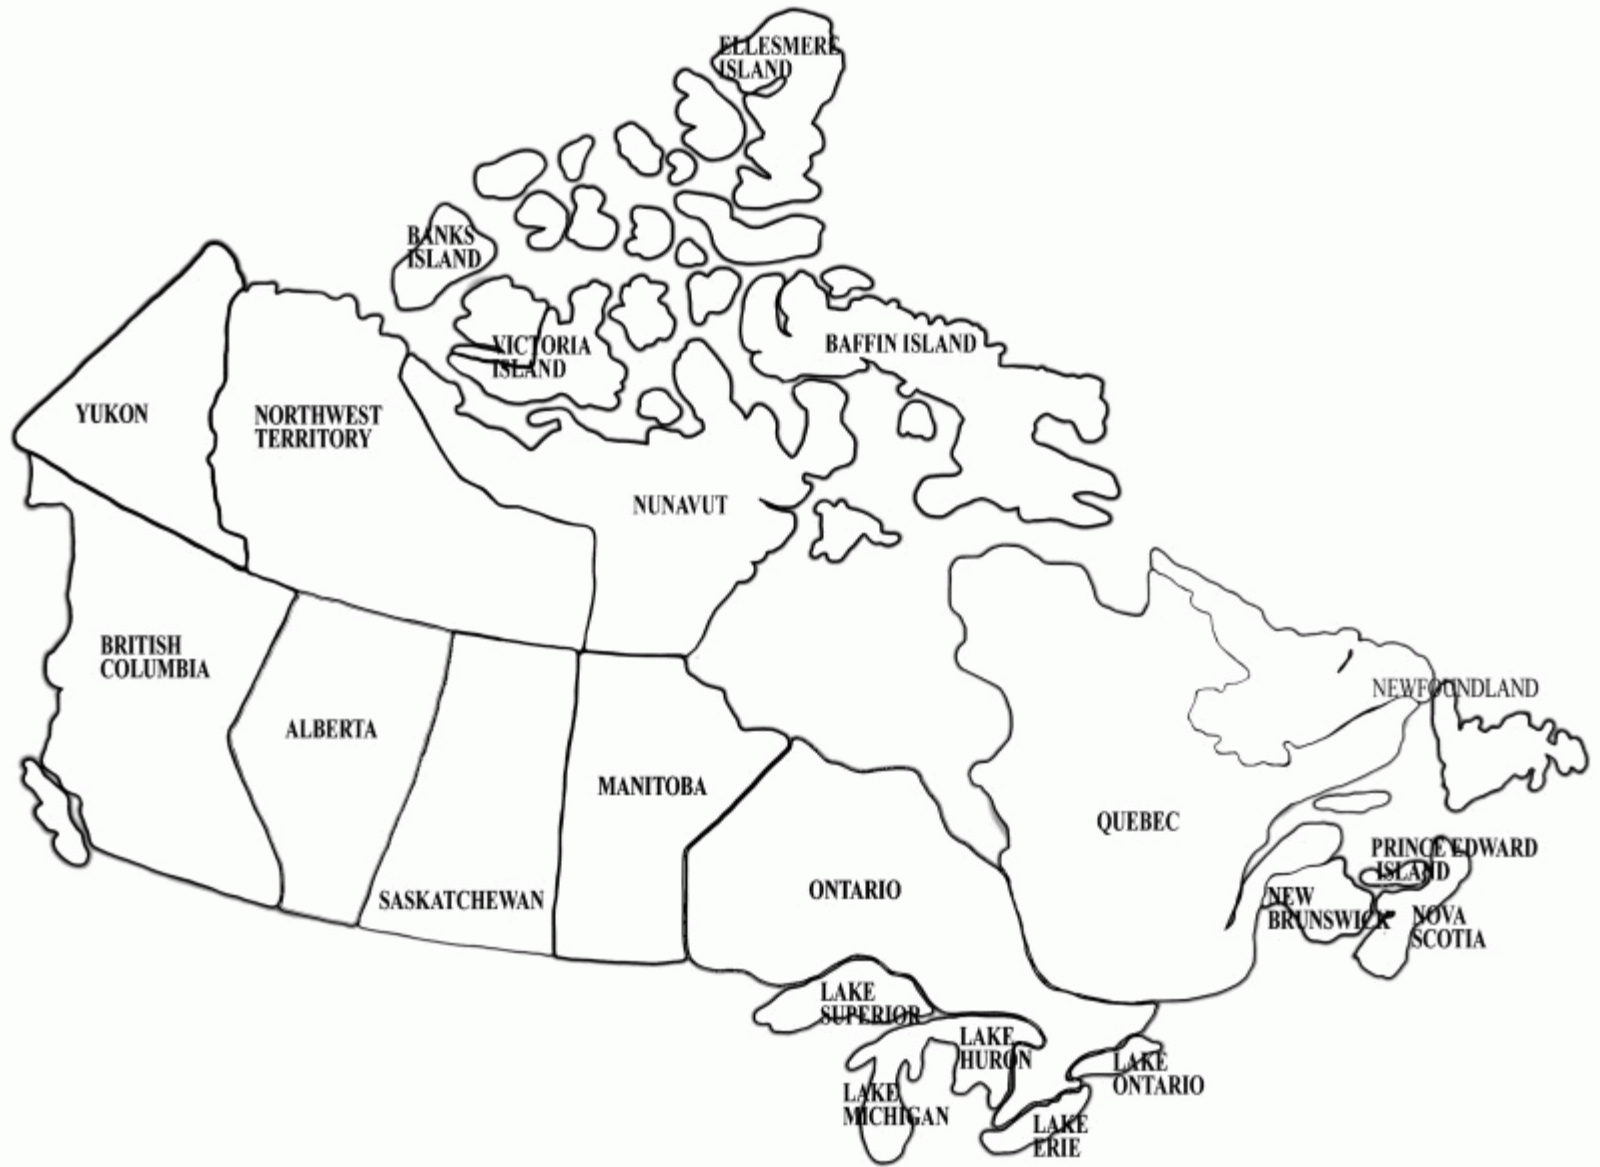 ELLESMERE
ISLAND
BANKS
ISLAND
VICTORIA
ISLAND
BAFFIN ISLAND
YUKON
NORTHWEST
TERRITORY
NUNAVUT
BRITISH
COLUMBIA
ALBERTA
SASKATCHEWAN
MANITOBA
ONTARIO
QUEBEC
NEWFOUNDLAND
PRINCE EDWARD
ISLAND
NEW
BRUNSWICK
NOVA
SCOTIA
LAKE
SUPERIOR
LAKE
HURON
LAKE
MICHIGAN
LAKE
ONTARIO
LAKE
ERIE